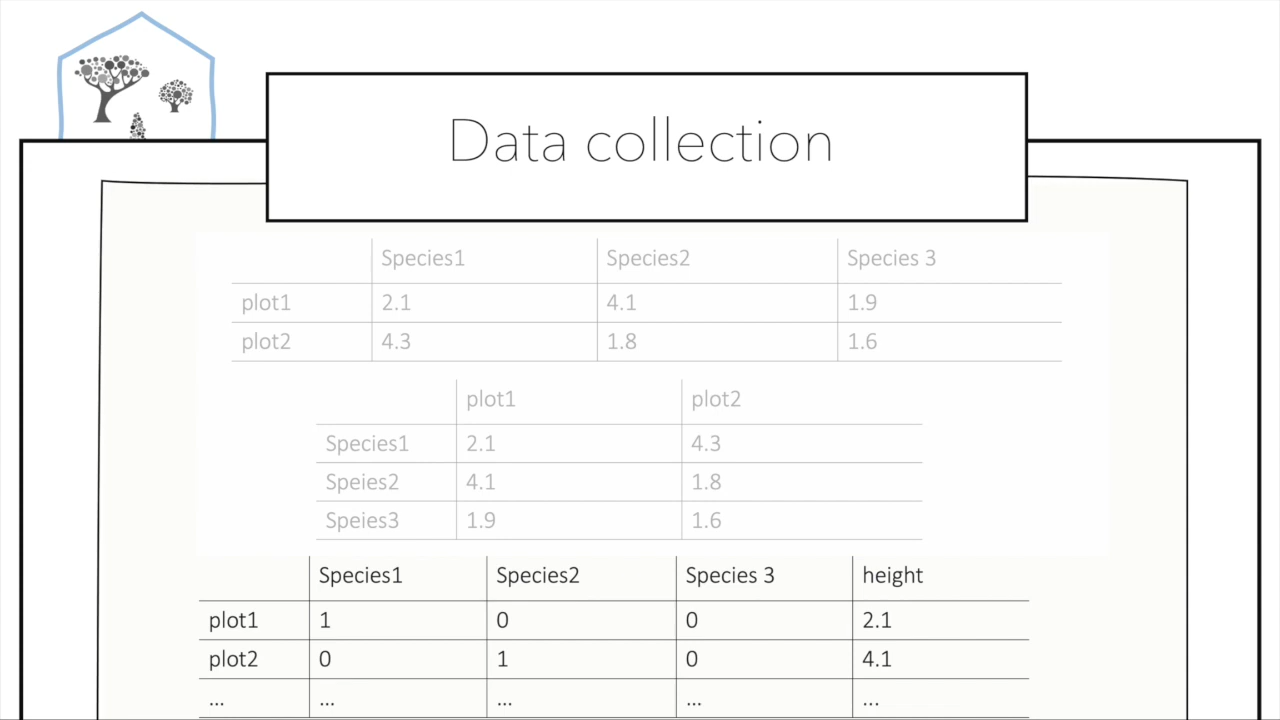 Data collection
Species1 Species2 Species 3
plot1 2.1 4.1 1.9
plot2 4.3 1.8 1.6
plot1 plot2
Species1 2.1 4.3
Speies2 4.1 1.8
Speies3 1.9 1.6
Species1 Species2 Species 3 height
plot1 1 0 0 2.1
plot2 0 1 0 4.1
... ... ... ... ...